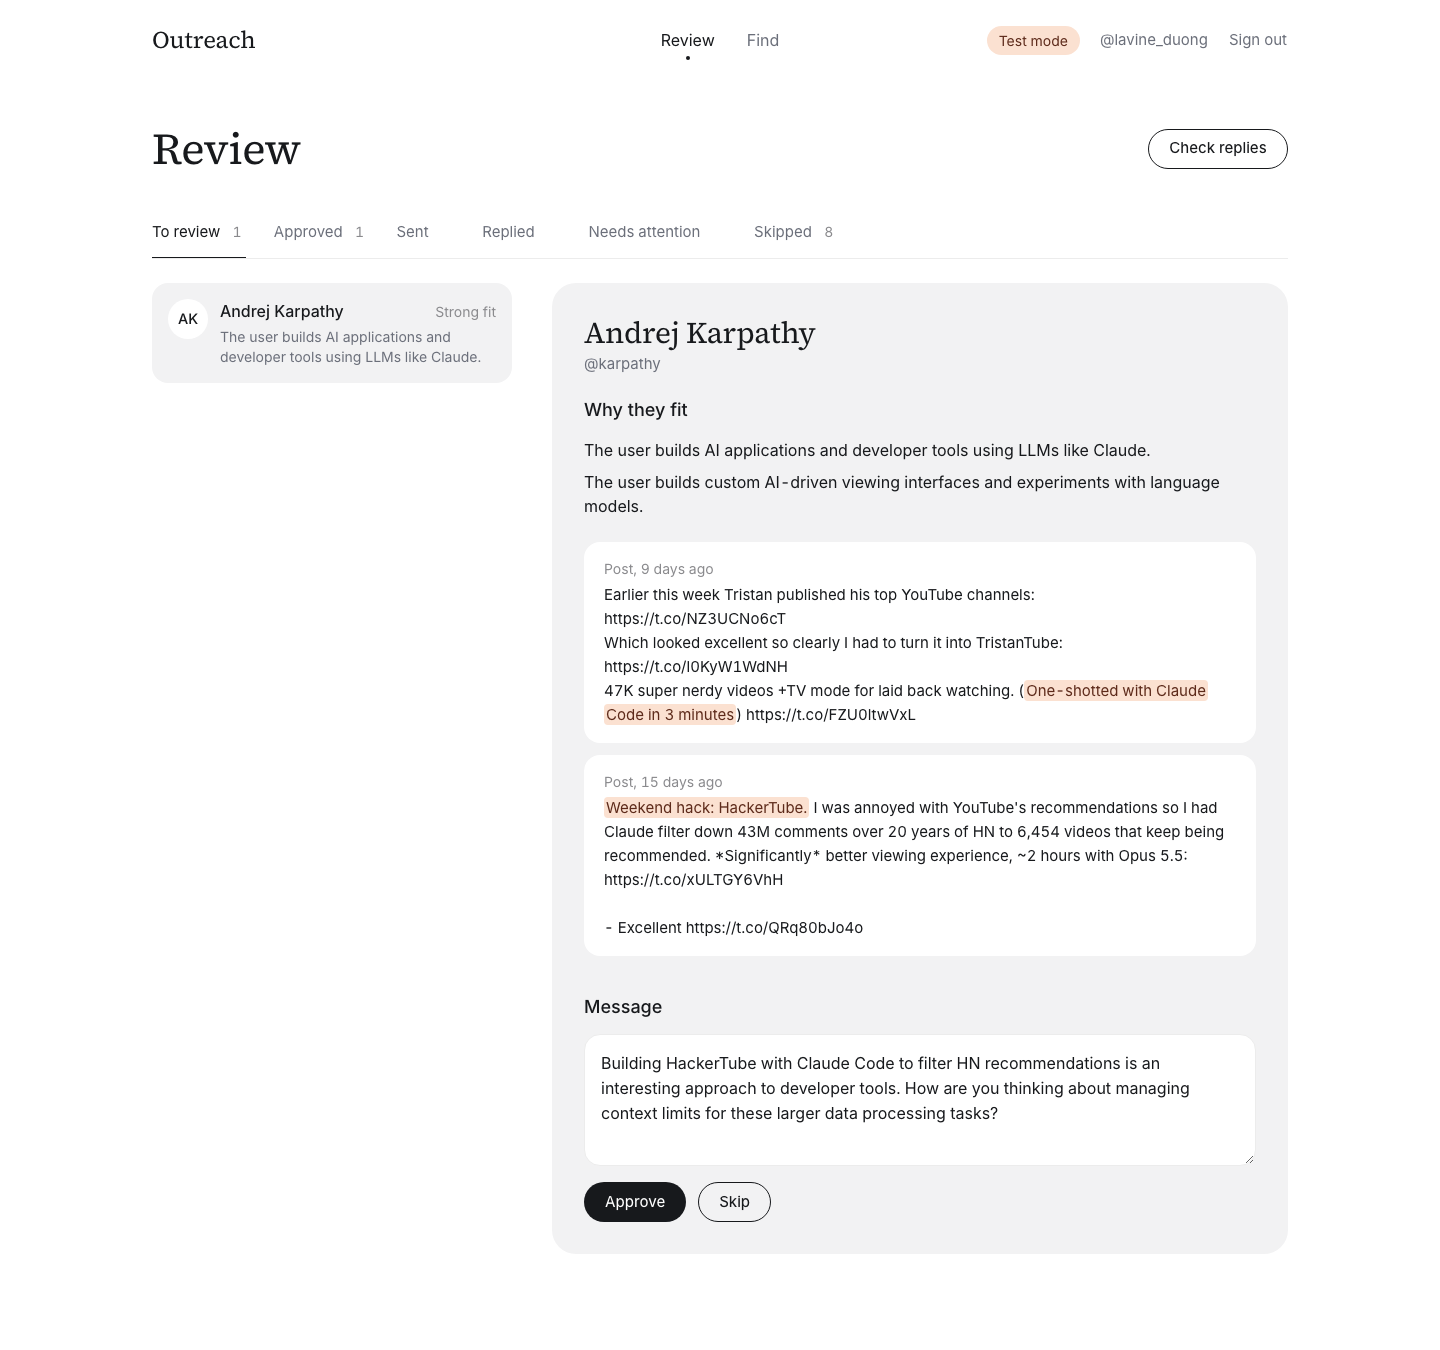 Outreach
Review
Find
Test mode
@lavine_duong
Sign out
Review
Check replies
To review 1
Approved 1
Sent
Replied
Needs attention
Skipped 8
AK
Andrej Karpathy
Strong fit
The user builds AI applications and
developer tools using LLMs like Claude.
Andrej Karpathy
@karpathy
Why they fit
The user builds AI applications and developer tools using LLMs like Claude.
The user builds custom AI-driven viewing interfaces and experiments with language
models.
Post, 9 days ago
Earlier this week Tristan published his top YouTube channels:
https://t.co/NZ3UCNo6cT
Which looked excellent so clearly I had to turn it into TristanTube:
https://t.co/I0KyW1WdNH
47K super nerdy videos +TV mode for laid back watching. (One-shotted with Claude
Code in 3 minutes) https://t.co/FZU0ltwVxL
Post, 15 days ago
Weekend hack: HackerTube. I was annoyed with YouTube's recommendations so I had
Claude filter down 43M comments over 20 years of HN to 6,454 videos that keep being
recommended. *Significantly* better viewing experience, ~2 hours with Opus 5.5:
https://t.co/xULTGY6VhH
- Excellent https://t.co/QRq80bJo4o
Message
Building HackerTube with Claude Code to filter HN recommendations is an
interesting approach to developer tools. How are you thinking about managing
context limits for these larger data processing tasks?
Approve
Skip